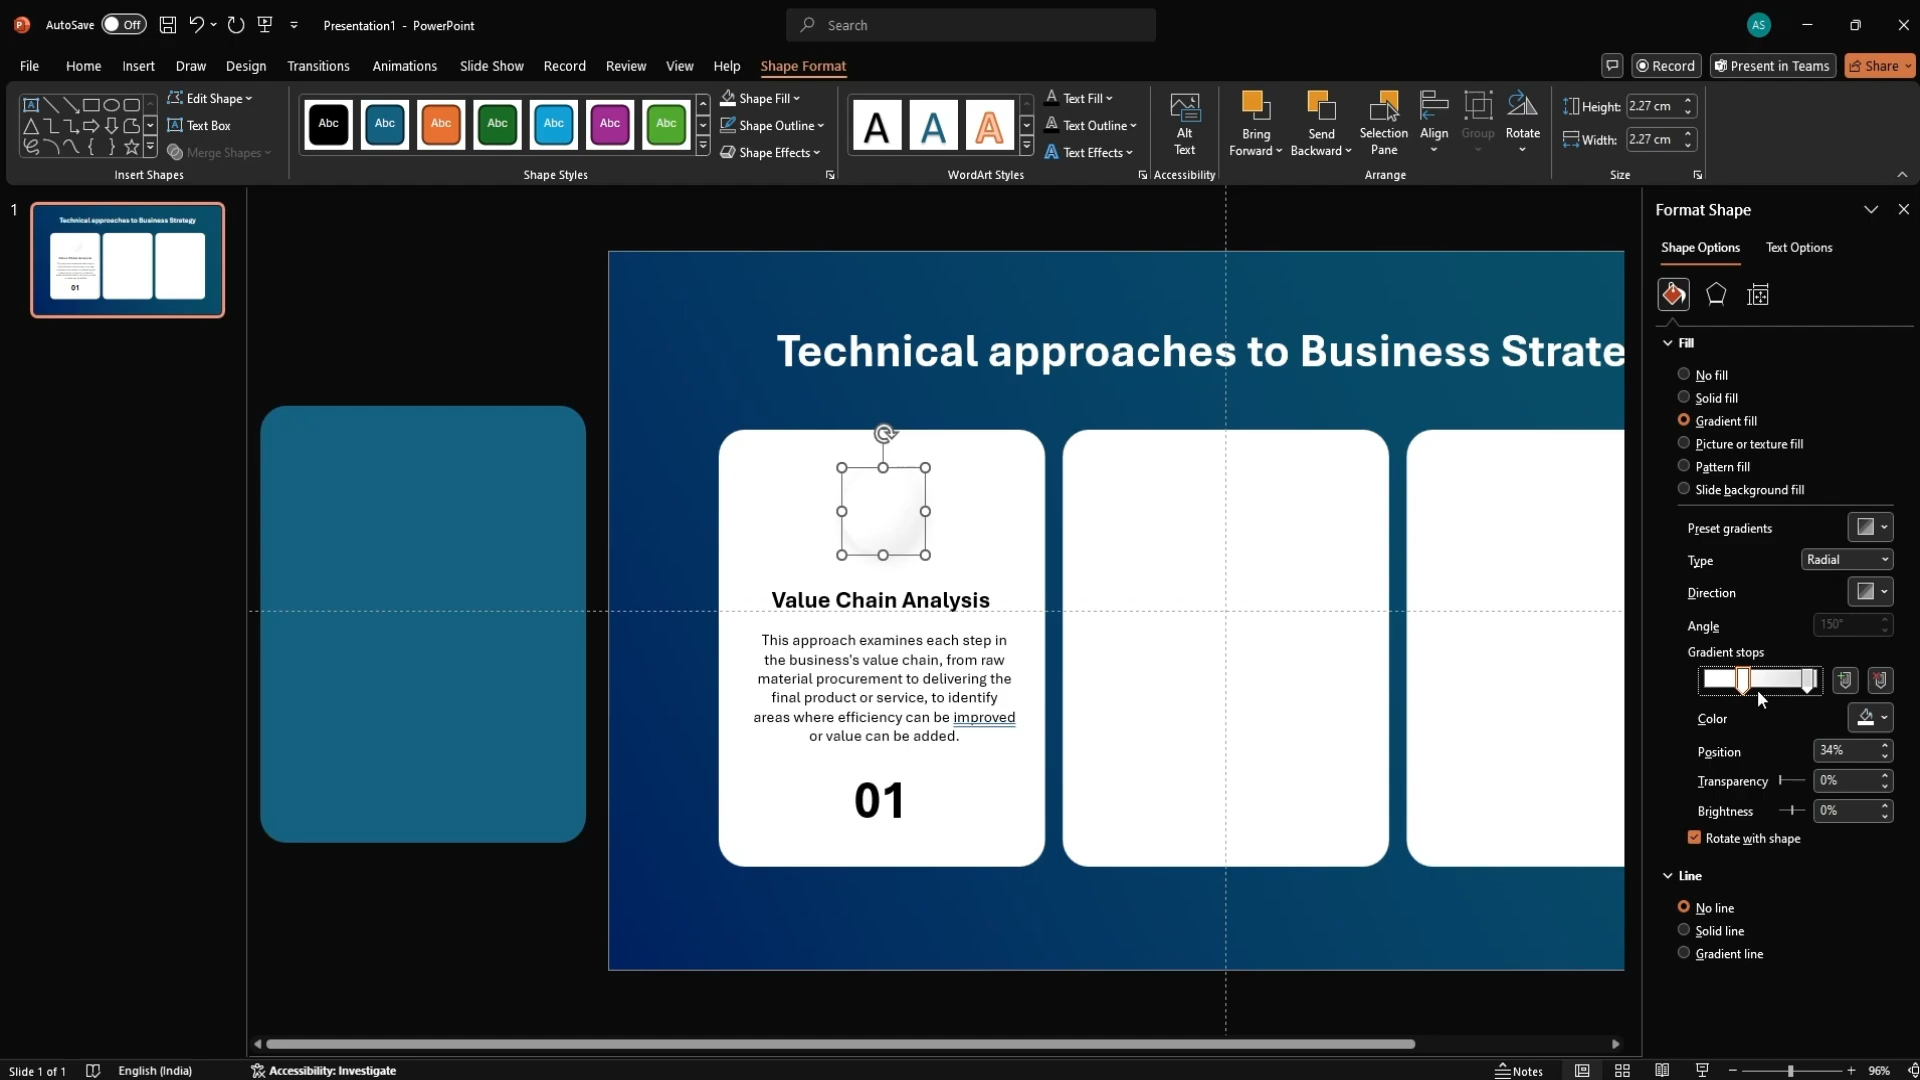 AutoSave Off Presentation1 - PowerPoint Search AS
File Home Insert Draw Design Transitions Animations Slide Show Record Review View Help Shape Format Record Present in Teams Share
Edit Shape
Text Box
Merge Shapes
Insert Shapes
Abc Abc Abc Abc Abc Abc Abc
Shape Fill
Shape Outline
Shape Effects
Shape Styles
A A A
Text Fill
Text Outline
Text Effects
WordArt Styles
Alt
Text
Accessibility
Bring
Forward
Send
Backward
Selection
Pane
Align
Group
Rotate
Arrange
Height: 2.27 cm
Width: 2.27 cm
Size
1
Technical approaches to Business Strategy
Value Chain Analysis
01
Technical approaches to Business Strate
Value Chain Analysis
This approach examines each step in
the business's value chain, from raw
material procurement to delivering the
final product or service, to identify
areas where efficiency can be improved
or value can be added.
01
Format Shape
Shape Options Text Options
Fill
No fill
Solid fill
Gradient fill
Picture or texture fill
Pattern fill
Slide background fill
Preset gradients
Type Radial
Direction
Angle 150°
Gradient stops
Color
Position 34%
Transparency 0%
Brightness 0%
Rotate with shape
Line
No line
Solid line
Gradient line
Slide 1 of 1 English (India) Accessibility: Investigate Notes 96%